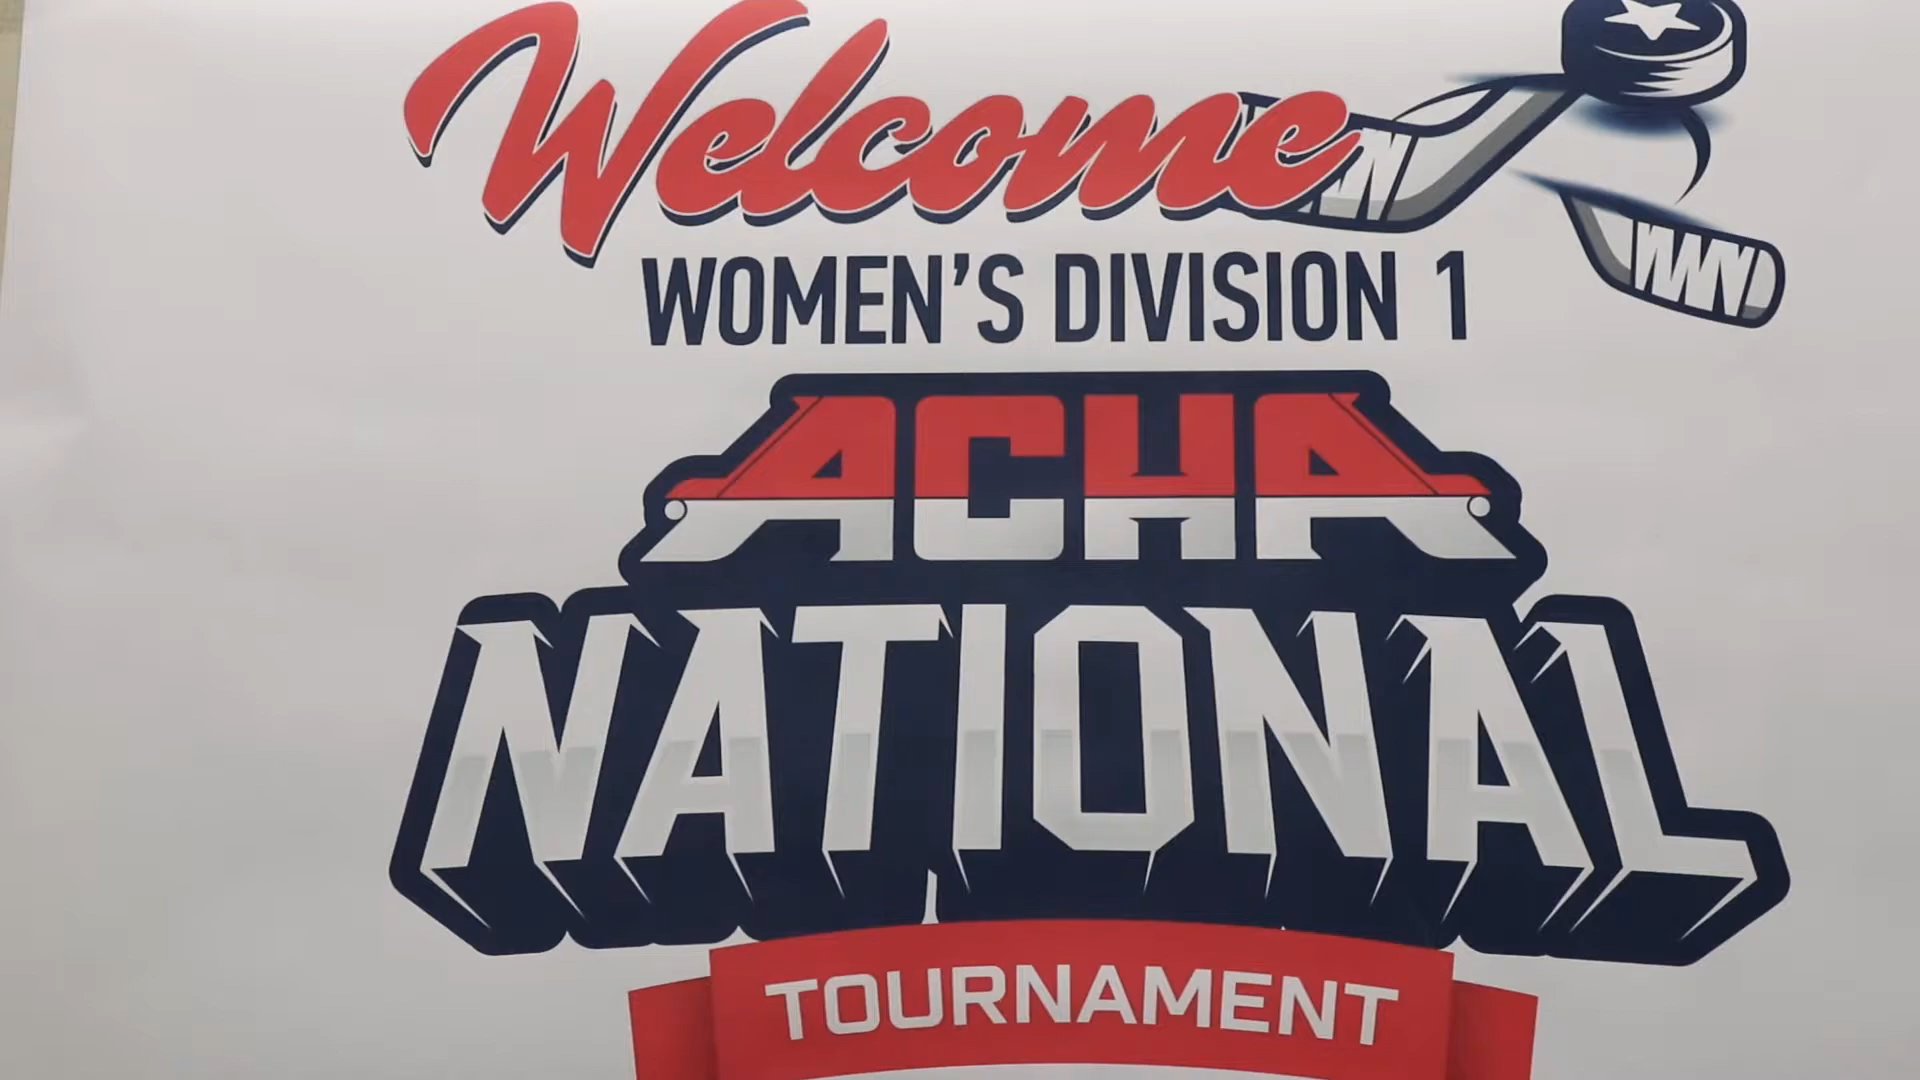 Welcome
WOMEN'S DIVISION 1
ACHA
NATIONAL
TOURNAMENT